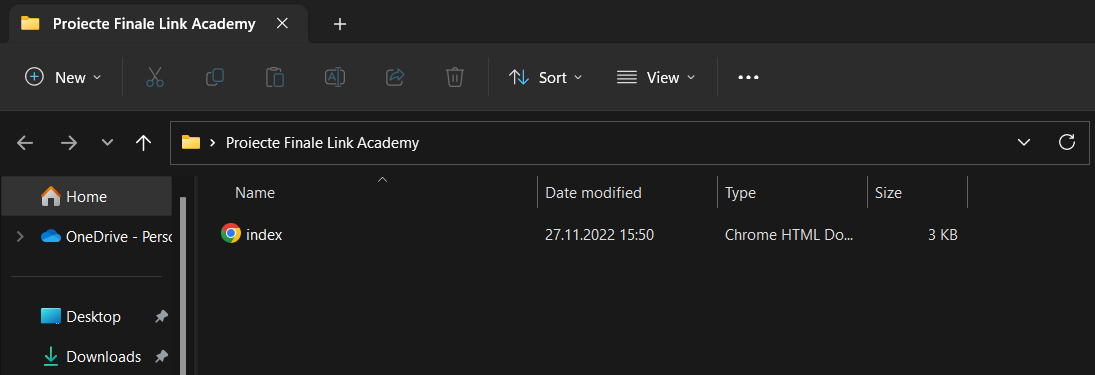 Proiecte Finale Link Academy
New Sort View
Proiecte Finale Link Academy
Home
OneDrive - Perso
Desktop
Downloads
Name Date modified Type Size
index 27.11.2022 15:50 Chrome HTML Do... 3 KB